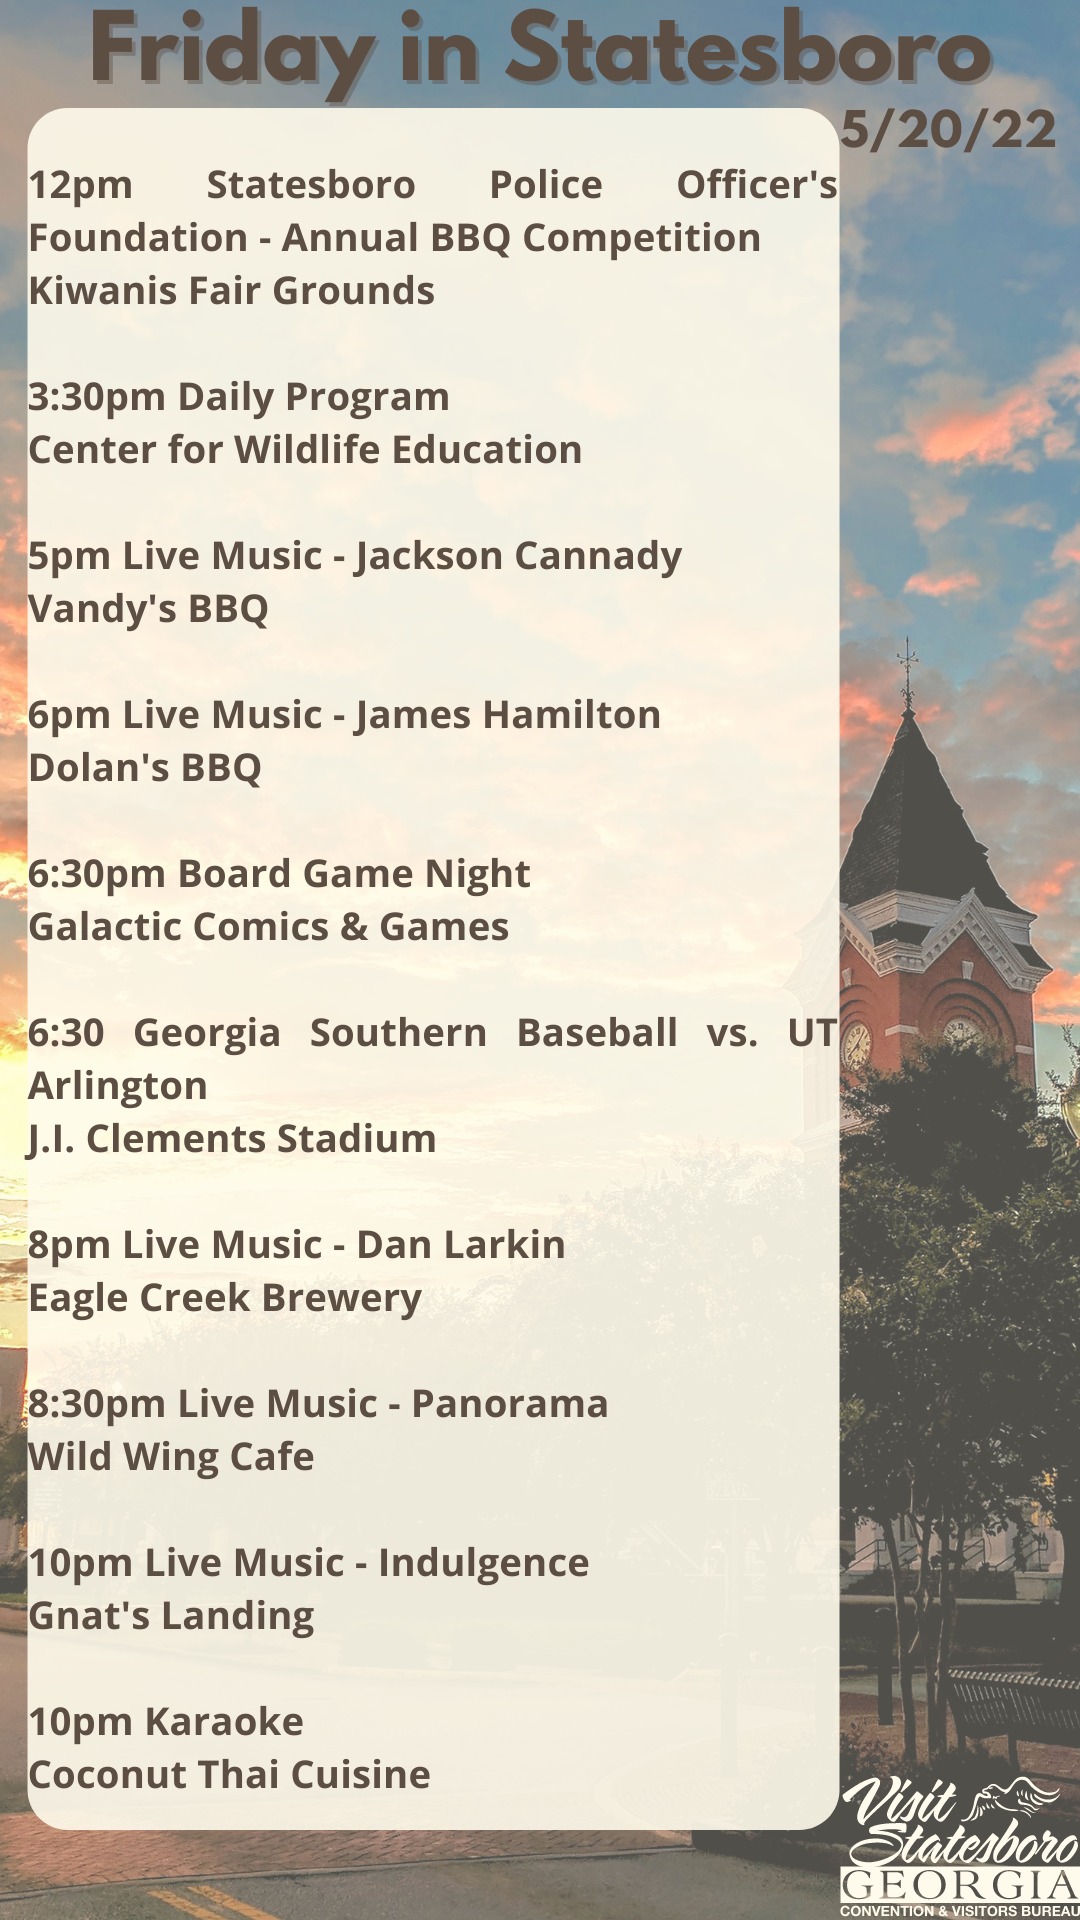 Friday in Statesboro
5/20/22
12pm Statesboro Police Officer's
Foundation - Annual BBQ Competition
Kiwanis Fair Grounds
3:30pm Daily Program
Center for Wildlife Education
5pm Live Music - Jackson Cannady
Vandy's BBQ
6pm Live Music - James Hamilton
Dolan's BBQ
6:30pm Board Game Night
Galactic Comics & Games
6:30 Georgia Southern Baseball vs. UT
Arlington
J.I. Clements Stadium
8pm Live Music - Dan Larkin
Eagle Creek Brewery
8:30pm Live Music - Panorama
Wild Wing Cafe
10pm Live Music - Indulgence
Gnat's Landing
10pm Karaoke
Coconut Thai Cuisine
Visit
Statesboro
GEORGIA
CONVENTION & VISITORS BUREAU